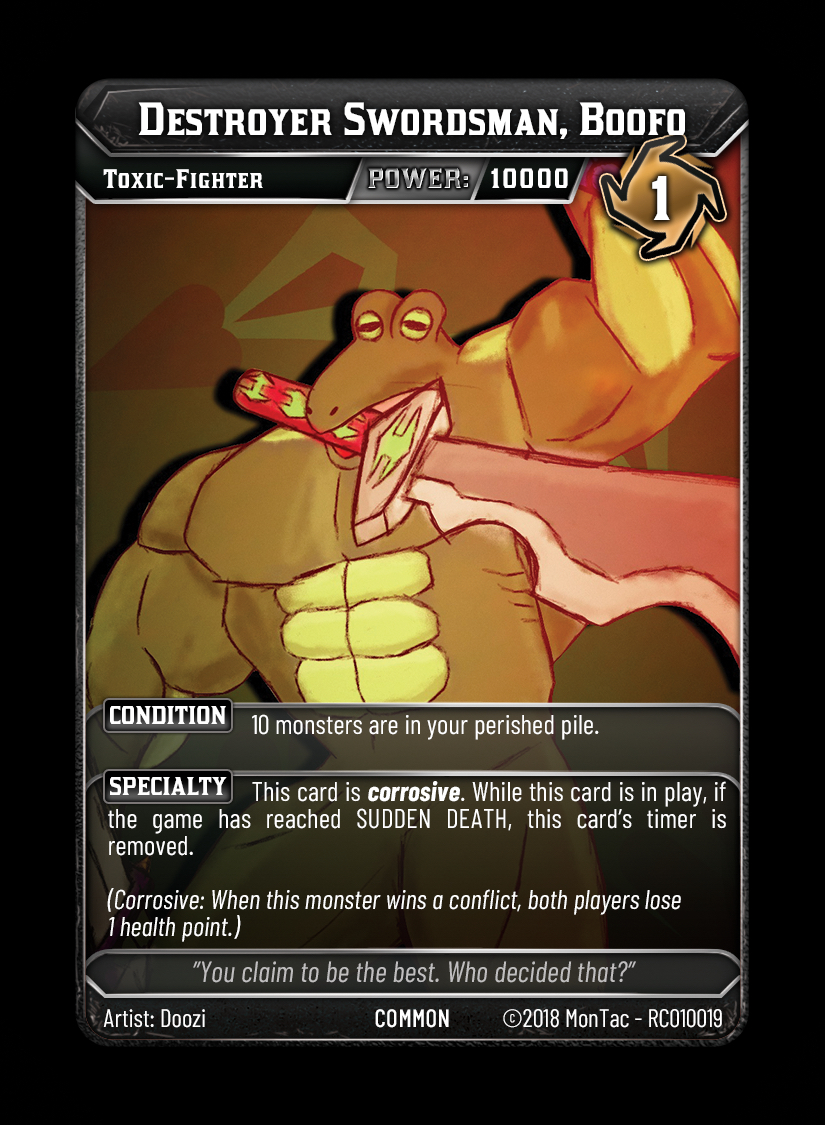 Destroyer Swordsman, Boofo
Toxic-Fighter POWER: 10000 1
CONDITION 10 monsters are in your perished pile.
SPECIALTY This card is corrosive. While this card is in play, if
the game has reached SUDDEN DEATH, this card's timer is
removed.
(Corrosive: When this monster wins a conflict, both players lose
1 health point.)
"You claim to be the best. Who decided that?"
Artist: Doozi COMMON ©2018 MonTac - RC010019